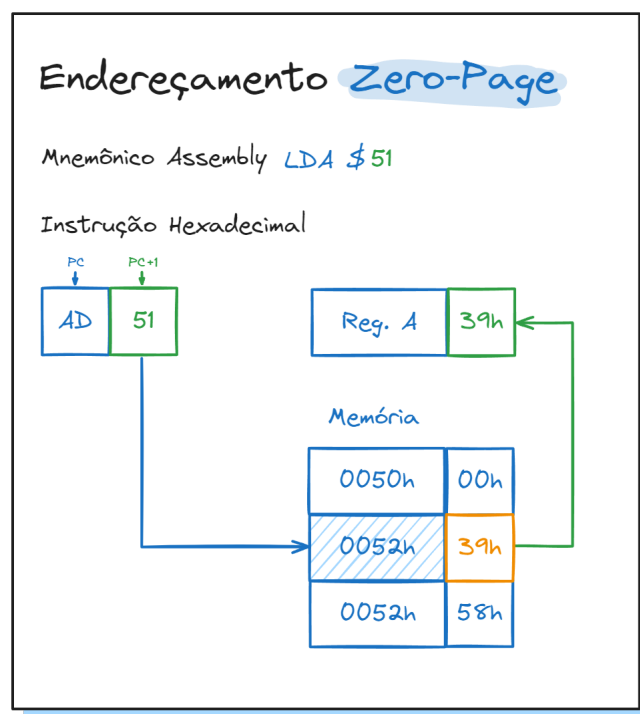 Endereçamento Zero-Page
Mnemônico Assembly LDA $ 51
Instrução Hexadecimal
PC PC+1
AD 51
Reg. A 39h
Memória
0050h 00h
0052h 39h
0052h 58h